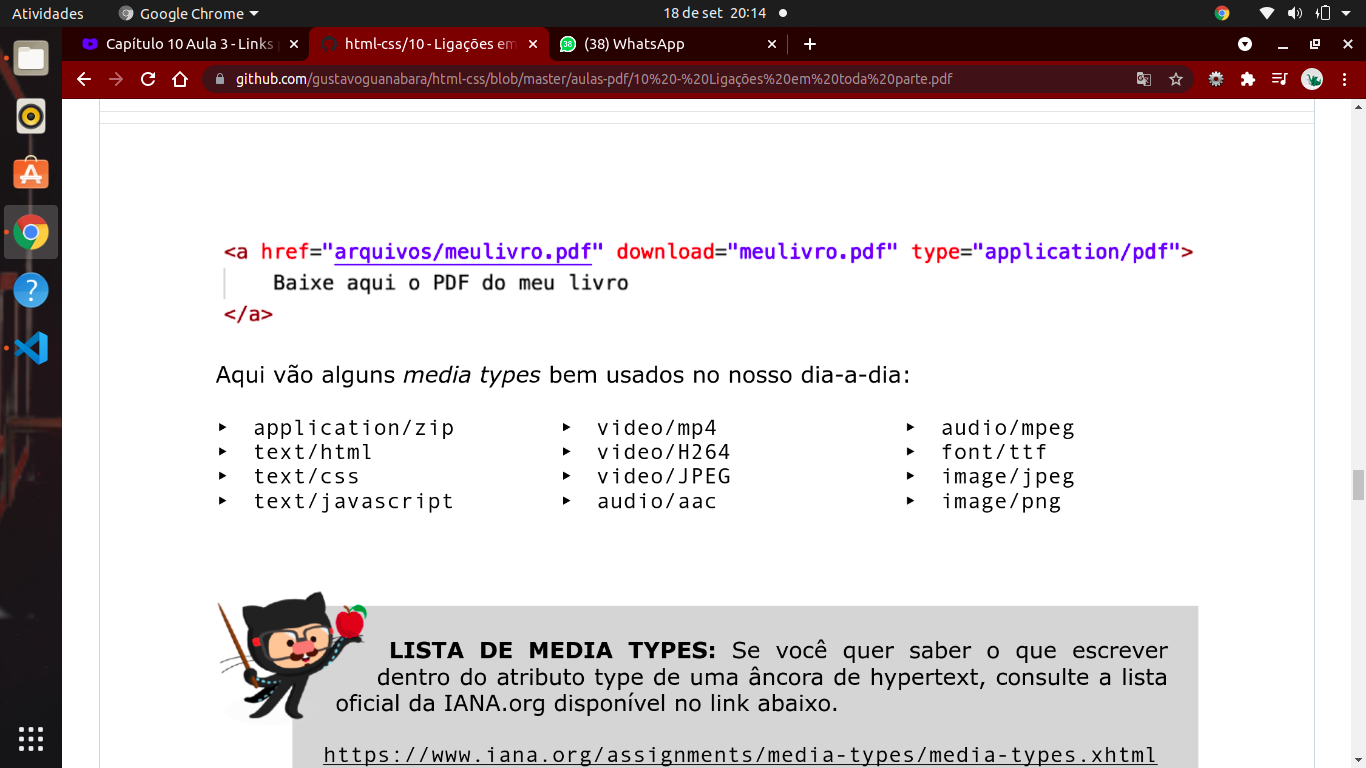 Atividades
Google Chrome
18 de set 20:14
Capítulo 10 Aula 3 - Links
html-css/10 - Ligações em
38
(38) WhatsApp
github.com/gustavoguanabara/html-css/blob/master/aulas-pdf/10%20-%20Ligações%20em%20toda%20parte.pdf
<a href="arquivos/meulivro.pdf" download="meulivro.pdf" type="application/pdf">
Baixe aqui o PDF do meu livro
</a>
Aqui vão alguns media types bem usados no nosso dia-a-dia:
‣ application/zip
‣ text/html
‣ text/css
‣ text/javascript
‣ video/mp4
‣ video/H264
‣ video/JPEG
‣ audio/aac
‣ audio/mpeg
‣ font/ttf
‣ image/jpeg
‣ image/png
LISTA DE MEDIA TYPES: Se você quer saber o que escrever
dentro do atributo type de uma âncora de hypertext, consulte a lista
oficial da IANA.org disponível no link abaixo.
https://www.iana.org/assignments/media-types/media-types.xhtml